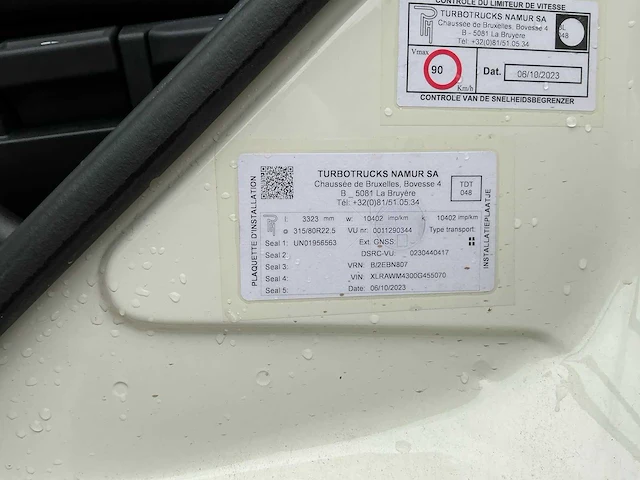 CONTROLE DU LIMITEUR DE VITESSE
TURBOTRUCKS NAMUR SA
Chaussée de Bruxelles, Bovesse 4
B - 5081 La Bruyère
Tél: +32(0)81/51.05.34
048
Vmax
90
Km/h
Dat. 06/10/2023
CONTROLE VAN DE SNELHEIDSBEGRENZER
PLAQUETTE D'INSTALLATION
TURBOTRUCKS NAMUR SA
Chaussée de Bruxelles, Bovesse 4
B _ 5081 La Bruyère
Tél: +32(0)81/51.05.34
TDT
048
l: 3323 mm w: 10402 imp/km k: 10402 imp/km
ø 315/80R22.5 VU nr: 0011290344 Type transport:
Seal 1: UN01956563 Ext. GNSS:
Seal 2: DSRC-VU: 0230440417
Seal 3: VRN: B/2EBN807
Seal 4: VIN: XLRAWM4300G455070
Seal 5: Date: 06/10/2023
INSTALLATIEPLAATJE